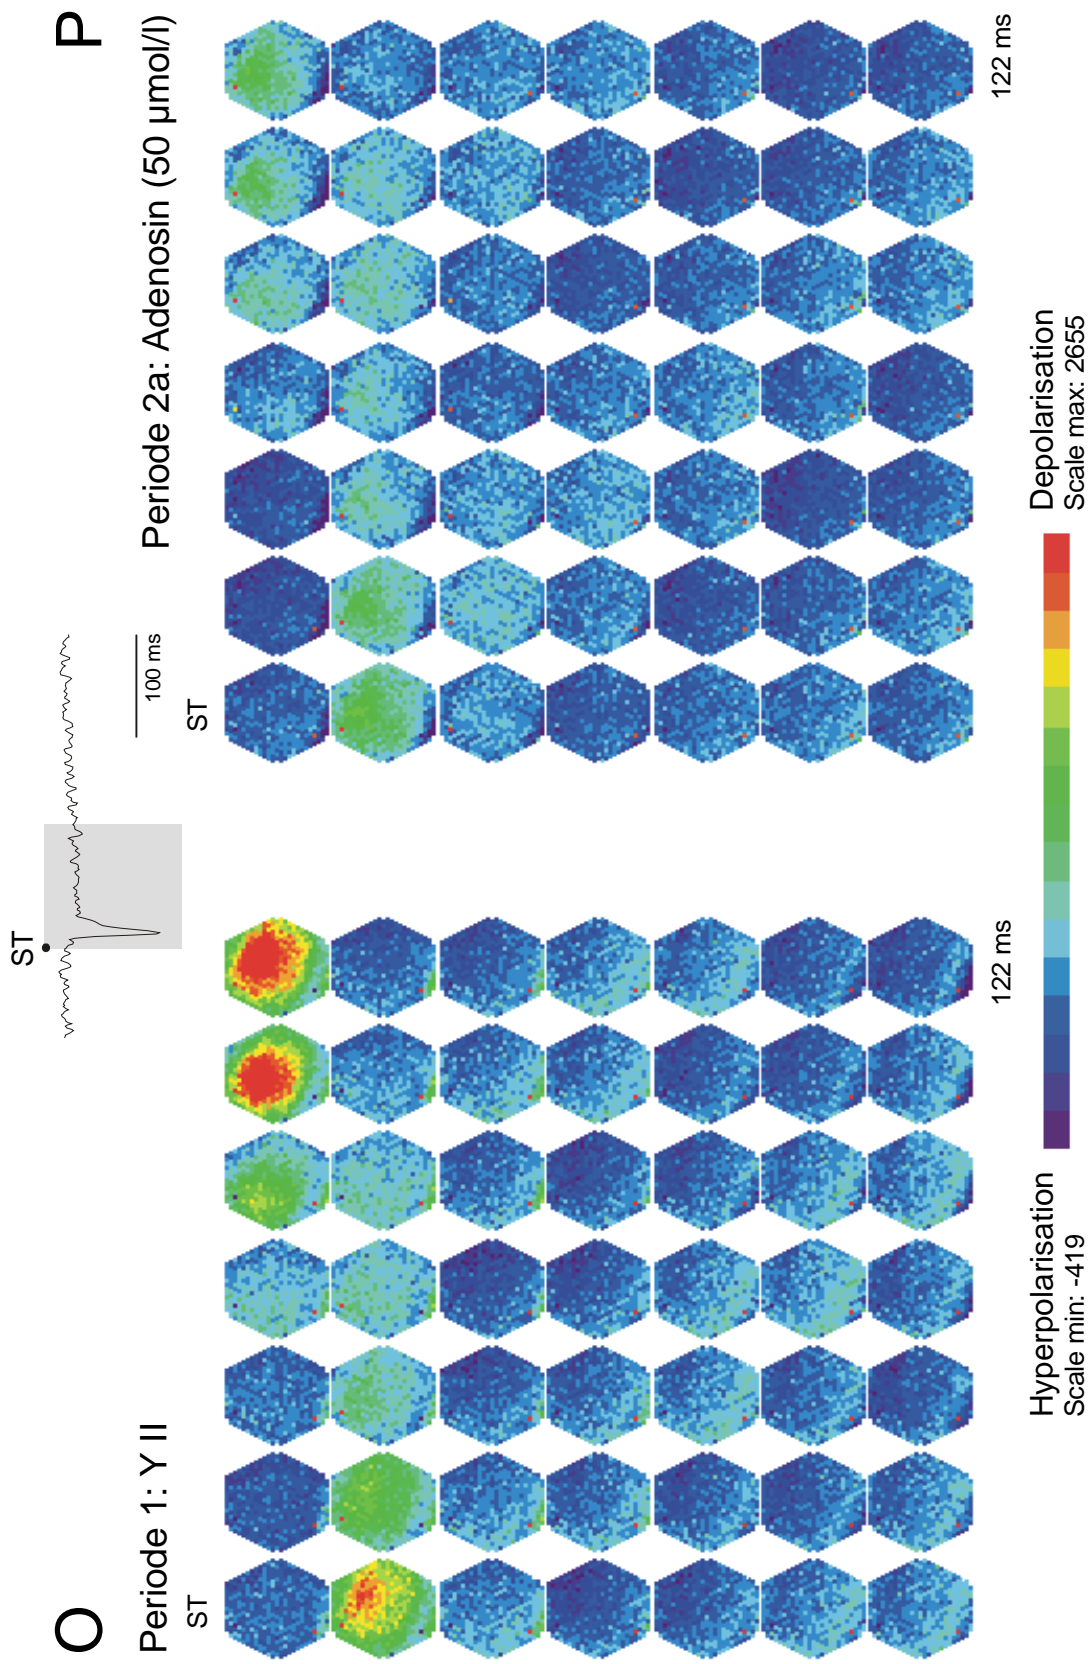 O
P
Periode 1: Y II
Periode 2a: Adenosin (50 µmol/l)
ST
100 ms
ST
ST
122 ms
122 ms
Hyperpolarisation
Scale min: -419
Depolarisation
Scale max: 2655